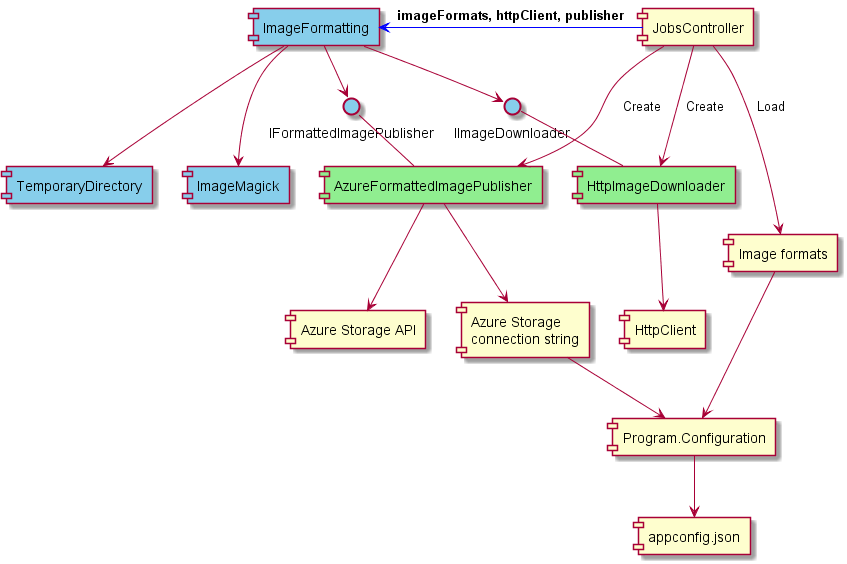 imageFormats, httpClient, publisher
ImageFormatting
JobsController
Create
Create
Load
IFormattedImagePublisher
IImageDownloader
TemporaryDirectory
ImageMagick
AzureFormattedImagePublisher
HttpImageDownloader
Image formats
Azure Storage API
Azure Storage
connection string
HttpClient
Program.Configuration
appconfig.json